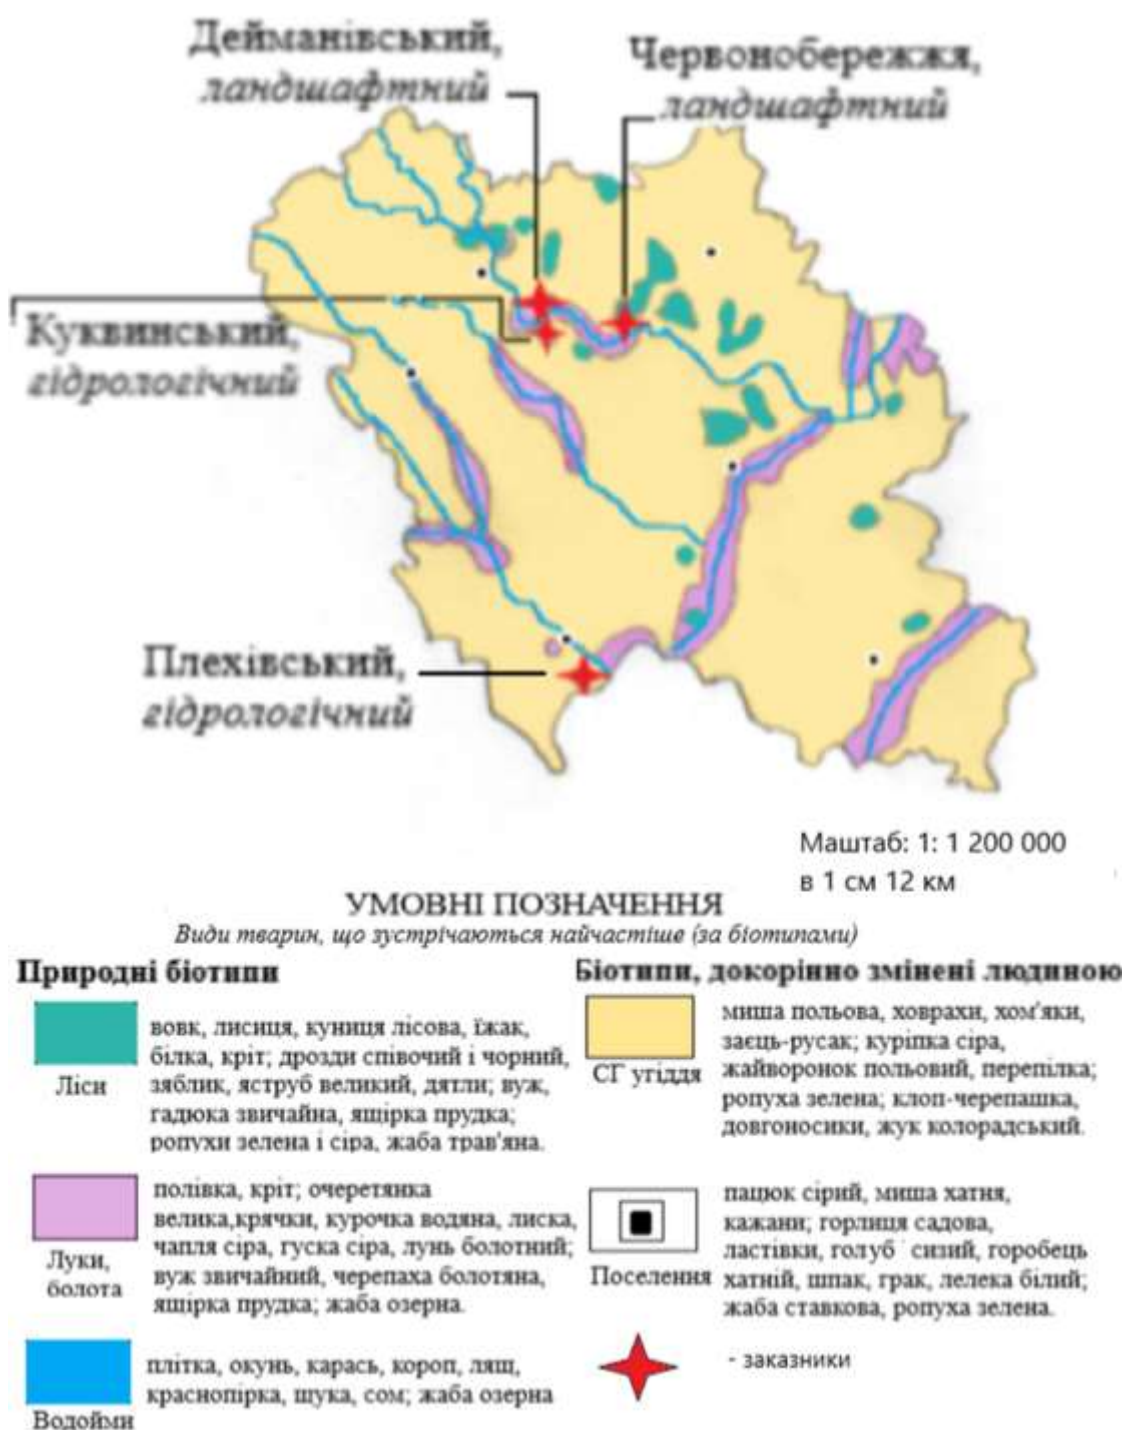 Дейманівський,
ландшафтний
Червонобережжя,
ландшафтний
Куквинський,
гідрологічний
Плехівський,
гідрологічний
Маштаб: 1: 1 200 000
в 1 см 12 км
УМОВНІ ПОЗНАЧЕННЯ
Види тварин, що зустрічаються найчастіше (за біотипами)
Природні біотипи
вовк, лисиця, куниця лісова, їжак,
білка, кріт; дрозди співочий і чорний,
зяблик, яструб великий, дятли; вуж,
гадюка звичайна, ящірка прудка;
ропухи зелена і сіра, жаба трав'яна.
Ліси
полівка, кріт; очеретянка
велика,крячки, курочка водяна, лиска,
чапля сіра, гуска сіра, лунь болотний;
вуж звичайний, черепаха болотяна,
ящірка прудка; жаба озерна.
Луки,
болота
плітка, окунь, карась, короп, лящ,
краснопірка, щука, сом; жаба озерна
Водойми
Біотипи, докорінно змінені людиною
миша польова, ховрахи, хом'яки,
заєць-русак; куріпка сіра,
жайворонок польовий, перепілка;
ропуха зелена; клоп-черепашка,
довгоносики, жук колорадський.
СГ угіддя
пацюк сірий, миша хатня,
кажани; горлиця садова,
ластівки, голуб сизий, горобець
хатній, шпак, грак, лелека білий;
жаба ставкова, ропуха зелена.
Поселення
- заказники